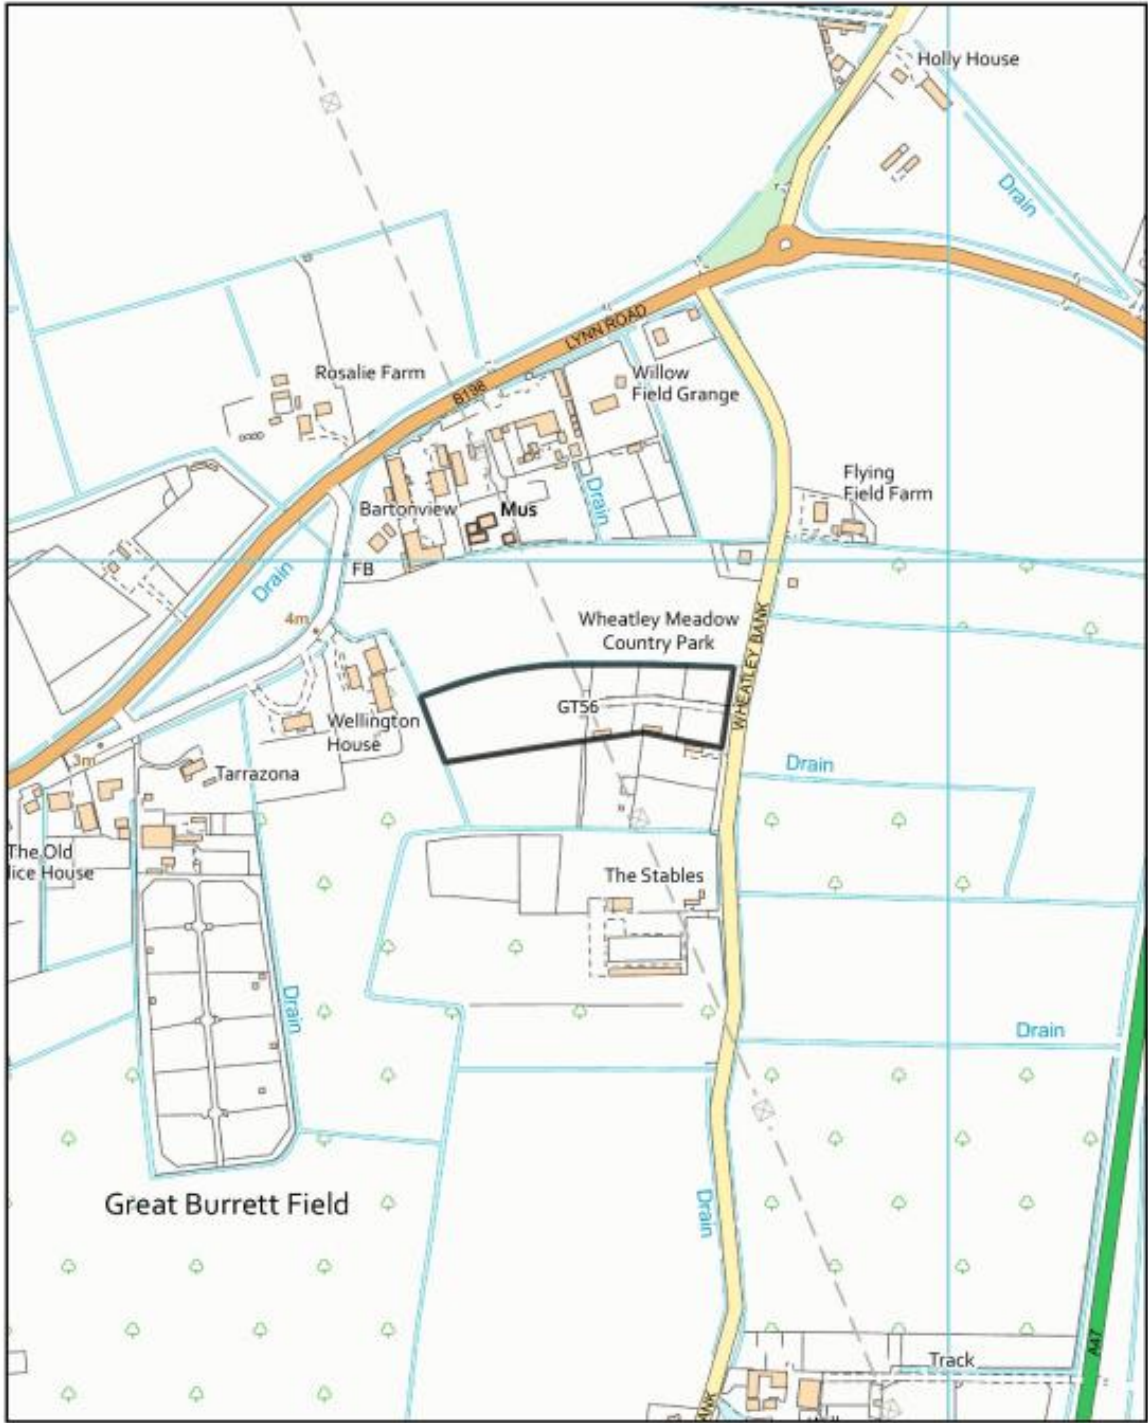 Holly House
Drain
LYNN ROAD
B198
Rosalie Farm
Willow
Field Grange
Flying
Field Farm
Bartonview
Mus
Drain
FB
Drain
4m
Wheatley Meadow
Country Park
WHEATLEY BANK
GT56
Wellington
House
3m
Tarrazona
Drain
The Old
lice House
The Stables
Drain
Drain
Great Burrett Field
Drain
A47
Track
ANK